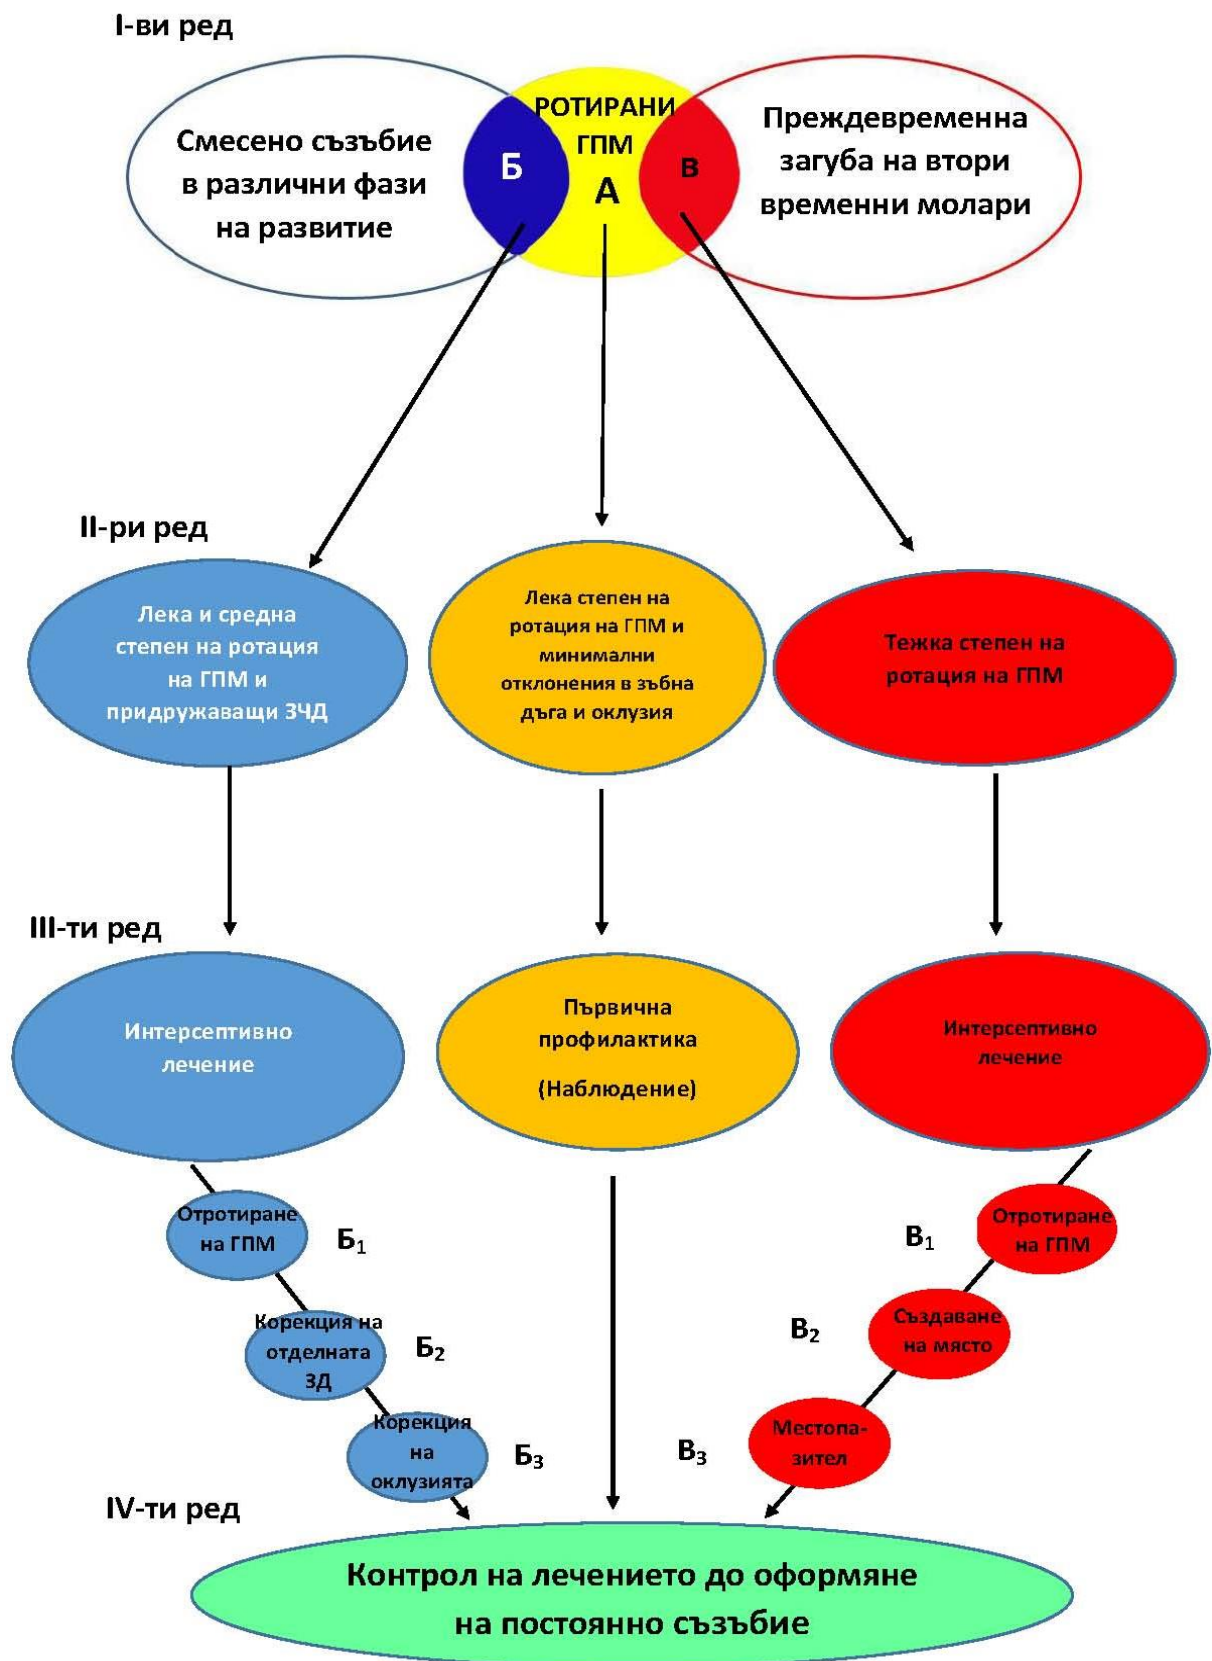 I-ви ред
Смесено съзъбие
в различни фази
на развитие
Б
РОТИРАНИ
ГПМ
А
В
Преждевременна
загуба на втори
временни молари
II-ри ред
Лека и средна
степен на ротация
на ГПМ и
придружаващи ЗЧД
Лека степен на
ротация на ГПМ и
минимални
отклонения в зъбна
дъга и оклузия
Тежка степен на
ротация на ГПМ
III-ти ред
Интерсептивно
лечение
Първична
профилактика
(Наблюдение)
Интерсептивно
лечение
Отротиране
на ГПМ
Б₁
В₁
Отротиране
на ГПМ
Корекция на
отделната
ЗД
Б₂
В₂
Създаване
на място
Корекция
на
оклузията
Б₃
В₃
Местопа-
зител
IV-ти ред
Контрол на лечението до оформяне
на постоянно съзъбие